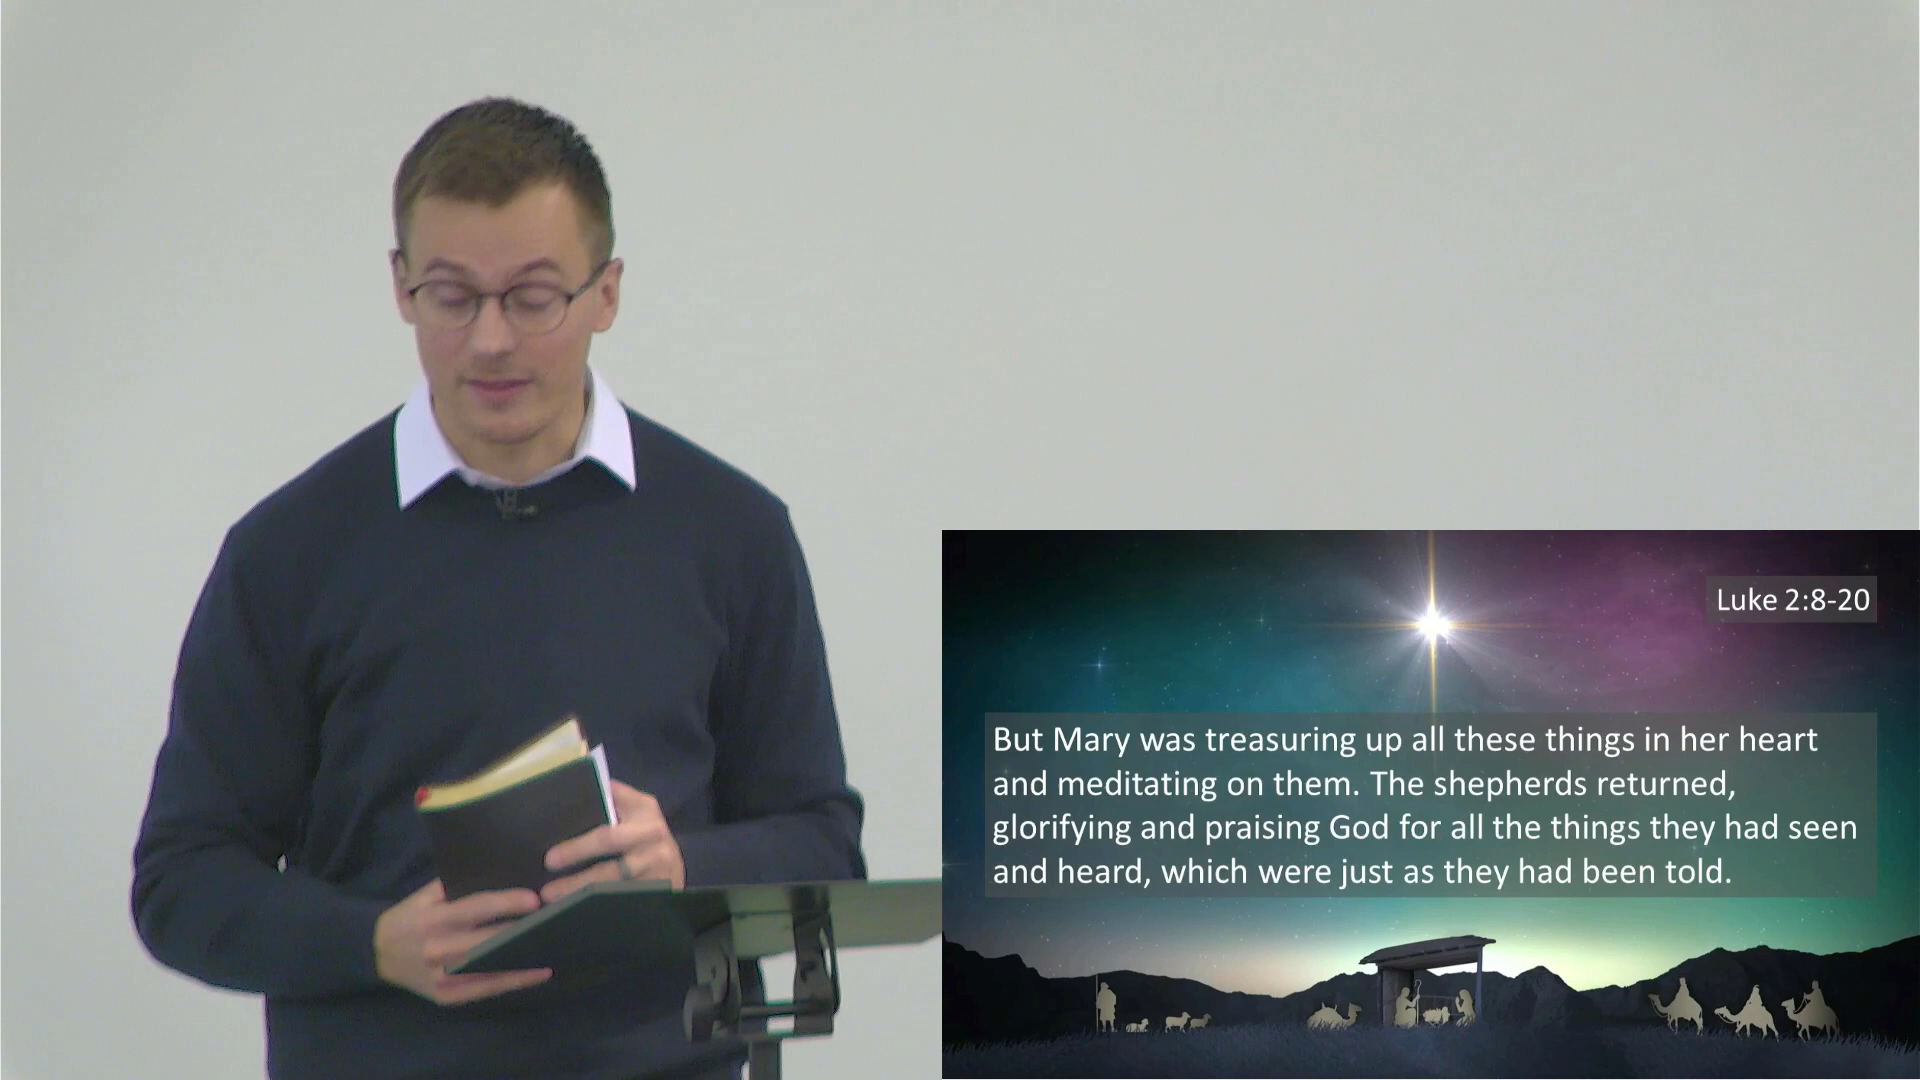 Luke 2:8-20
But Mary was treasuring up all these things in her heart
and meditating on them. The shepherds returned,
glorifying and praising God for all the things they had seen
and heard, which were just as they had been told.